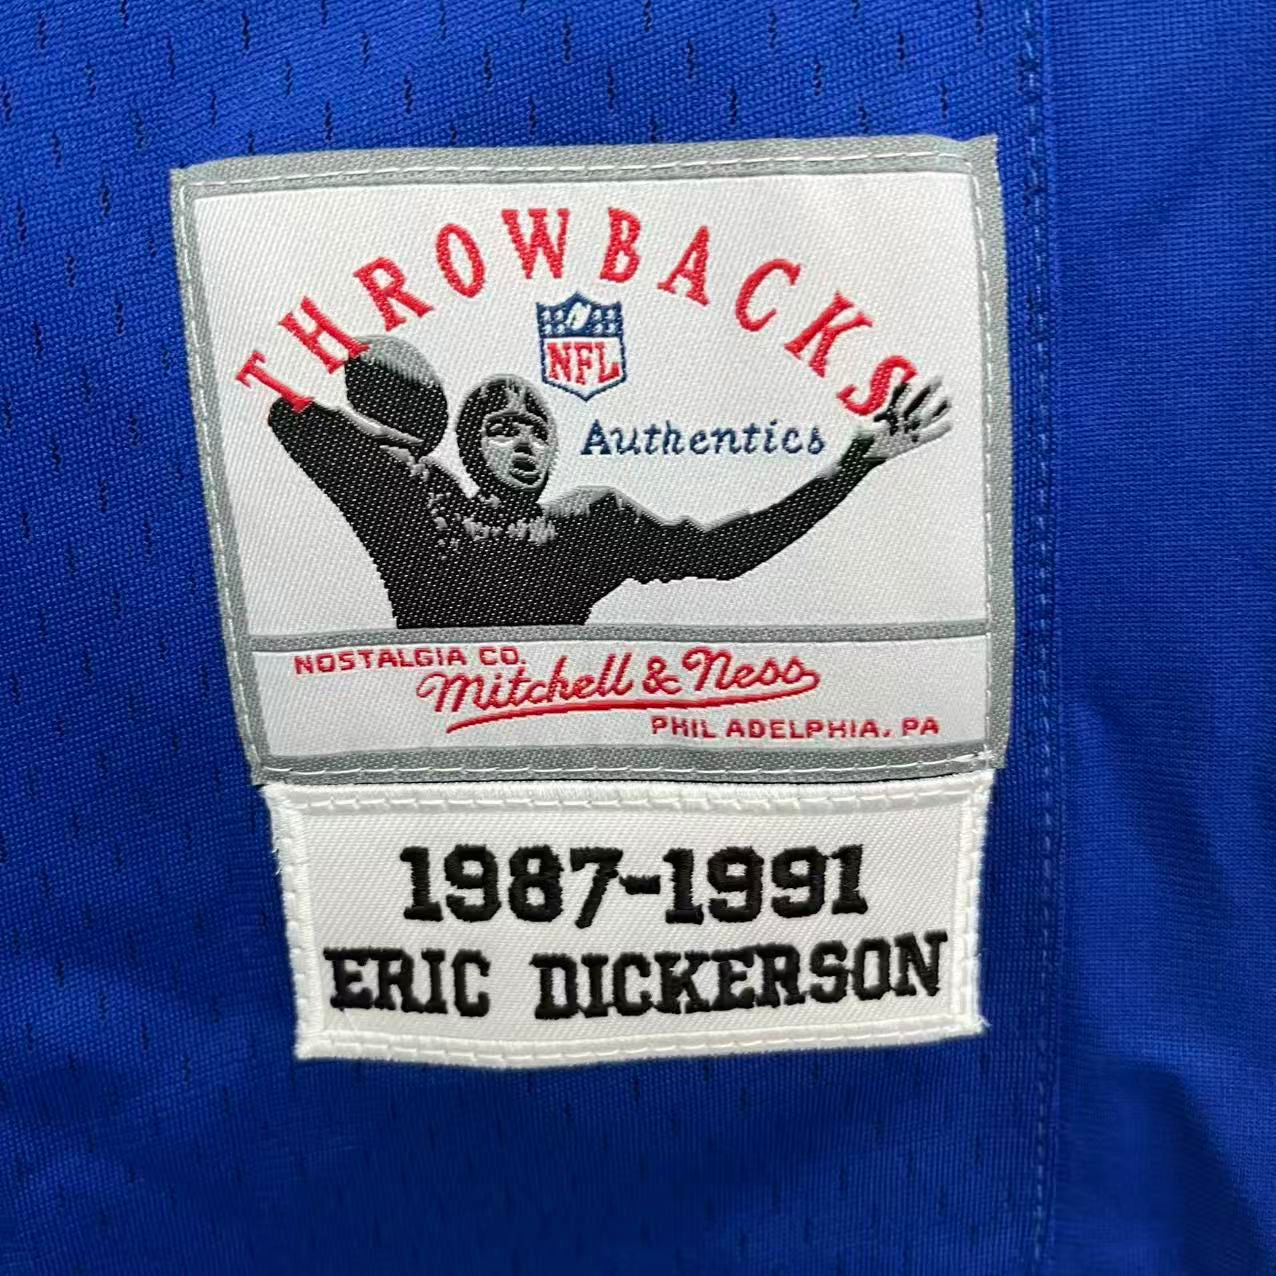 THROWBACKS
NFL
Authentics
NOSTALGIA CO.
Mitchell & Ness
PHILADELPHIA, PA
1987-1991
ERIC DICKERSON